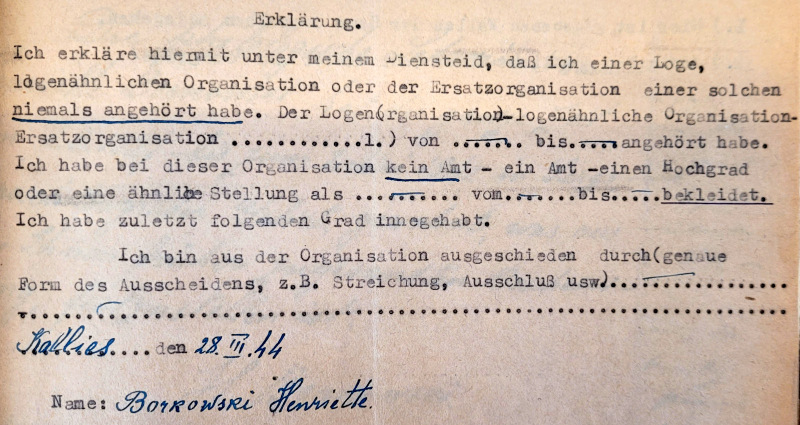 Erklärung.
Ich erkläre hiermit unter meinem Diensteid, daß ich einer Loge,
logenähnlichen Organisation oder der Ersatzorganisation einer solchen
niemals angehört habe. Der Logen(rganisation)-logenähnliche Organisation-
Ersatzorganisation ............1.) von ....... bis.....angehört habe.
Ich habe bei dieser Organisation kein Amt - ein Amt -einen Hochgrad
oder eine ähnliche Stellung als ......... vom.......bis.....bekleidet.
Ich habe zuletzt folgenden Grad innegehabt.
Ich bin aus der Organisation ausgeschieden durch(genaue
Form des Ausscheidens, z.B. Streichung, Ausschluß usw)................
......................................................................
Kallies....den 28. III. 44
Name: Borkowski Henriette.